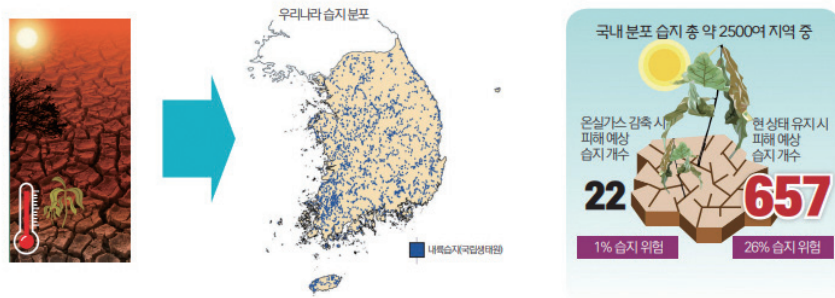 우리나라 습지 분포
내륙습지(국립생태원)
국내 분포 습지 총 약 2500여 지역 중
온실가스 감축 시
피해 예상
습지 개수
22
1% 습지 위험
현 상태 유지 시
피해 예상
습지 개수
657
26% 습지 위험